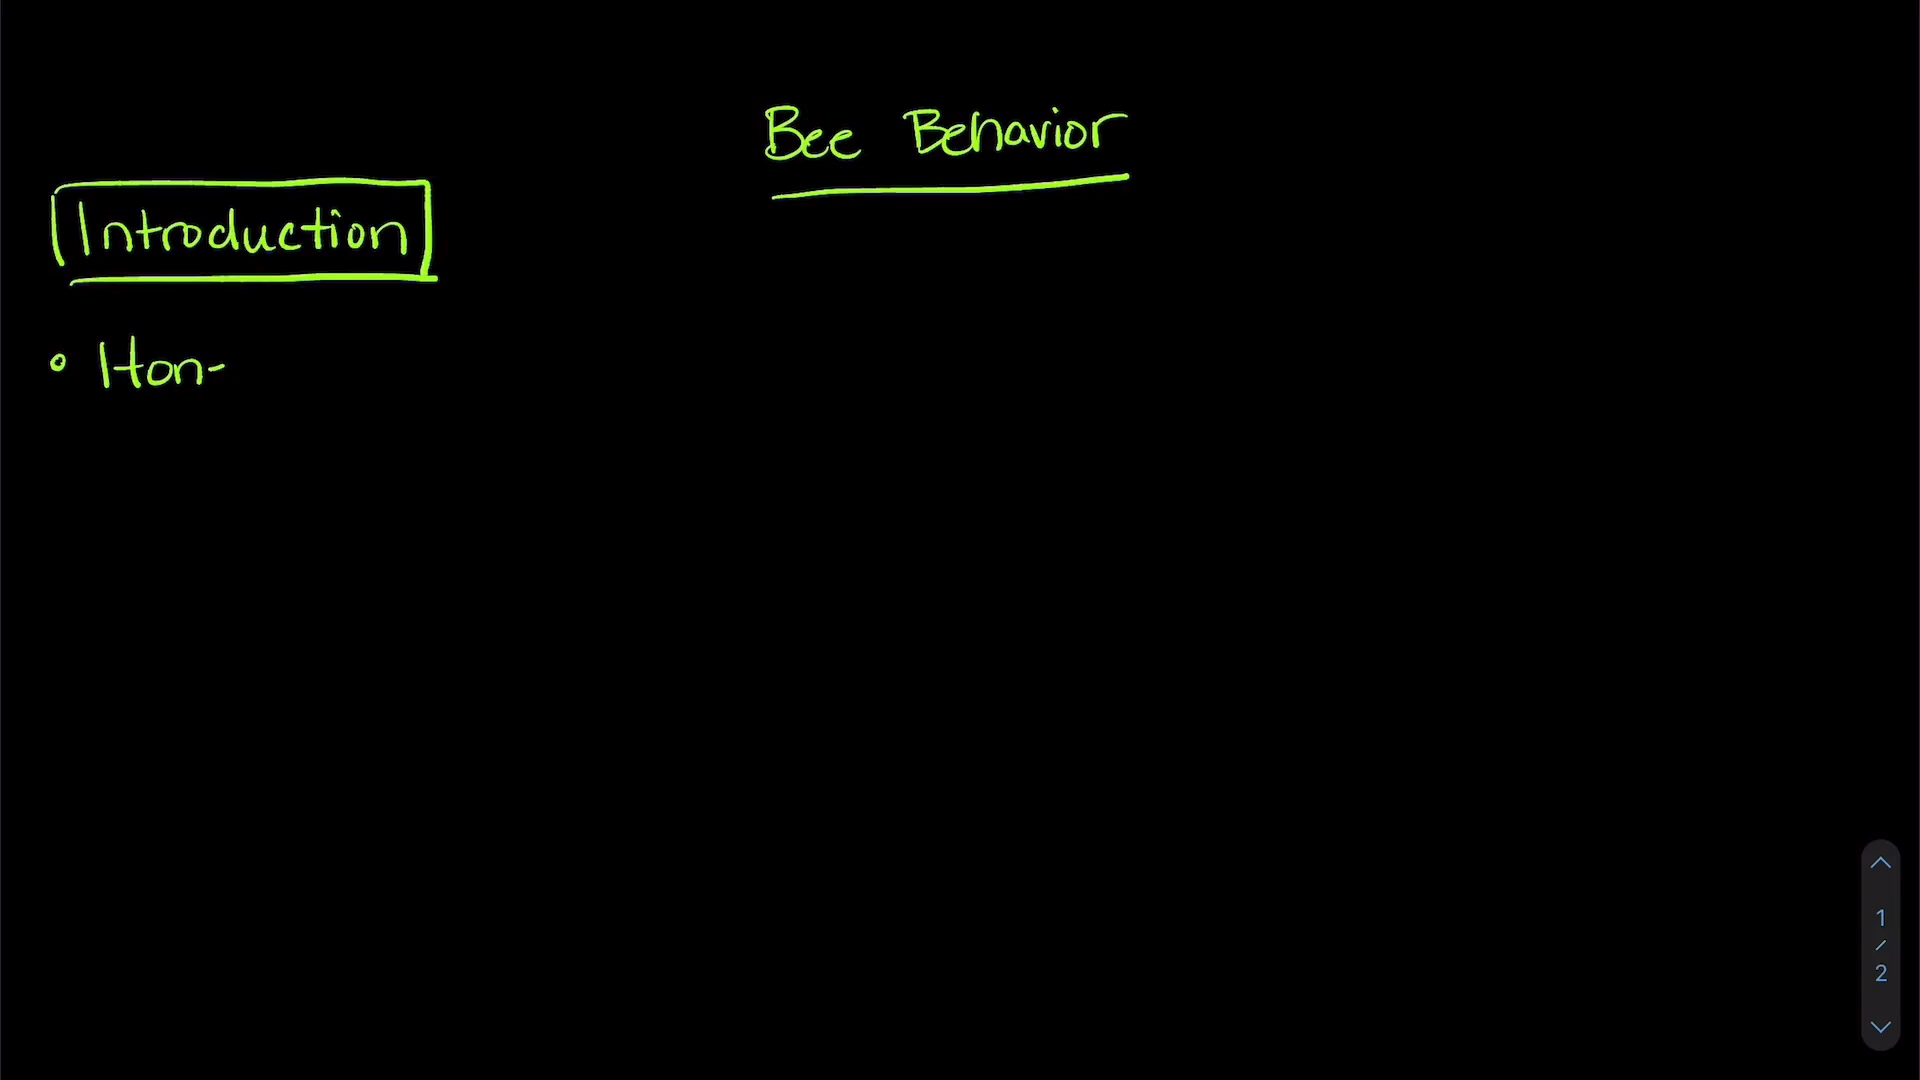 Bee Behavior
Introduction
• Hon-
1
/
2